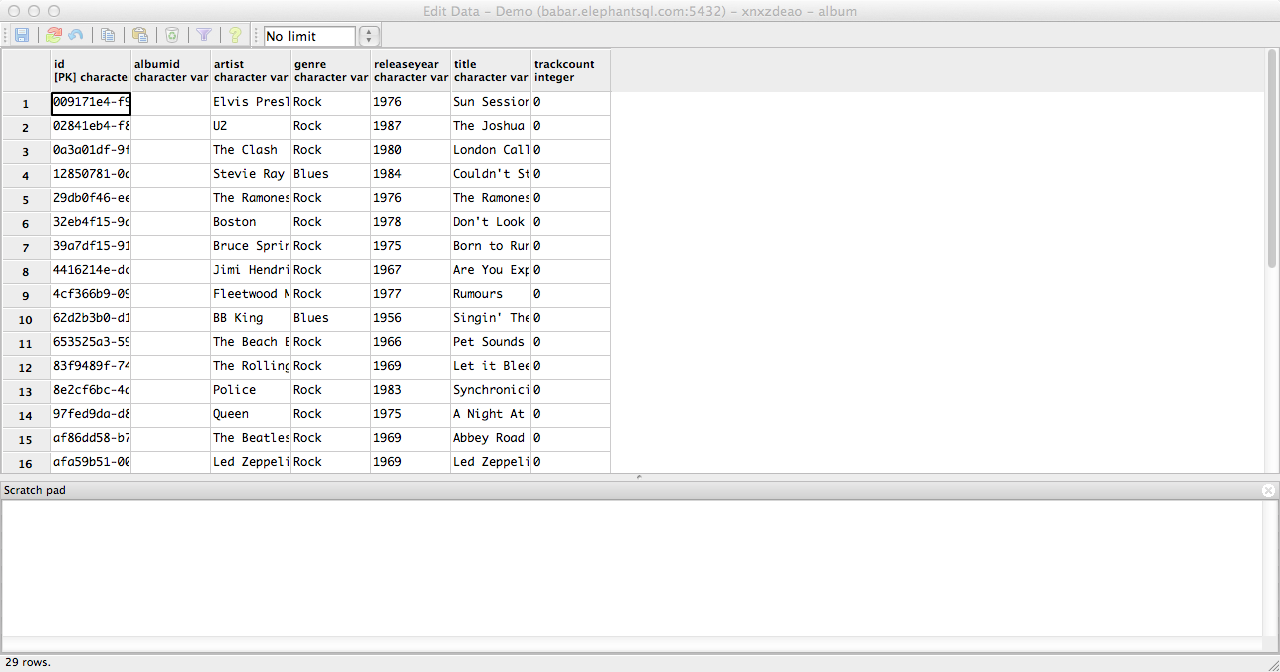 Edit Data - Demo (babar.elephantsql.com:5432) - xnxzdeao - album
No limit
id albumid artist genre releaseyear title trackcount
[PK] characte character var character var character var character var character var integer
1 009171e4-f9 Elvis Presl Rock 1976 Sun Session 0
2 02841eb4-f8 U2 Rock 1987 The Joshua 0
3 0a3a01df-9f The Clash Rock 1980 London Call 0
4 12850781-0c Stevie Ray Blues 1984 Couldn't St 0
5 29db0f46-ee The Ramones Rock 1976 The Ramones 0
6 32eb4f15-9c Boston Rock 1978 Don't Look 0
7 39a7df15-91 Bruce Sprin Rock 1975 Born to Run 0
8 4416214e-dc Jimi Hendri Rock 1967 Are You Exp 0
9 4cf366b9-09 Fleetwood M Rock 1977 Rumours 0
10 62d2b3b0-d1 BB King Blues 1956 Singin' The 0
11 653525a3-59 The Beach B Rock 1966 Pet Sounds 0
12 83f9489f-74 The Rolling Rock 1969 Let it Blee 0
13 8e2cf6bc-4c Police Rock 1983 Synchronici 0
14 97fed9da-d8 Queen Rock 1975 A Night At 0
15 af86dd58-b7 The Beatles Rock 1969 Abbey Road 0
16 afa59b51-00 Led Zeppeli Rock 1969 Led Zeppeli 0
Scratch pad
29 rows.